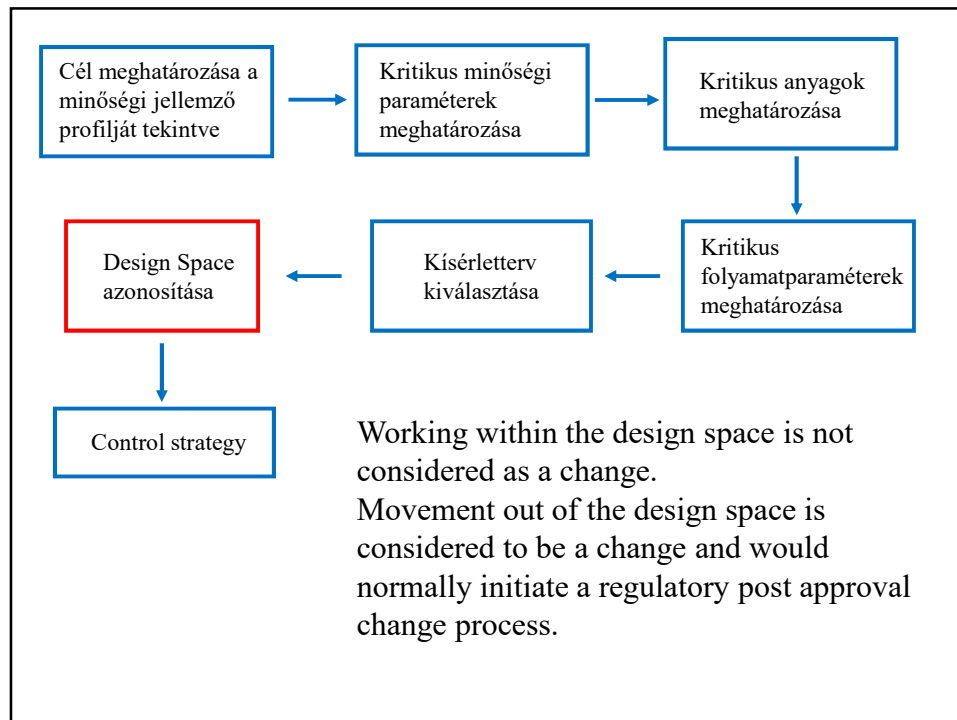 Cél meghatározása a
minőségi jellemző
profilját tekintve
Kritikus minőségi
paraméterek
meghatározása
Kritikus anyagok
meghatározása
Kritikus
folyamatparaméterek
meghatározása
Kísérletterv
kiválasztása
Design Space
azonosítása
Control strategy
Working within the design space is not
considered as a change.
Movement out of the design space is
considered to be a change and would
normally initiate a regulatory post approval
change process.